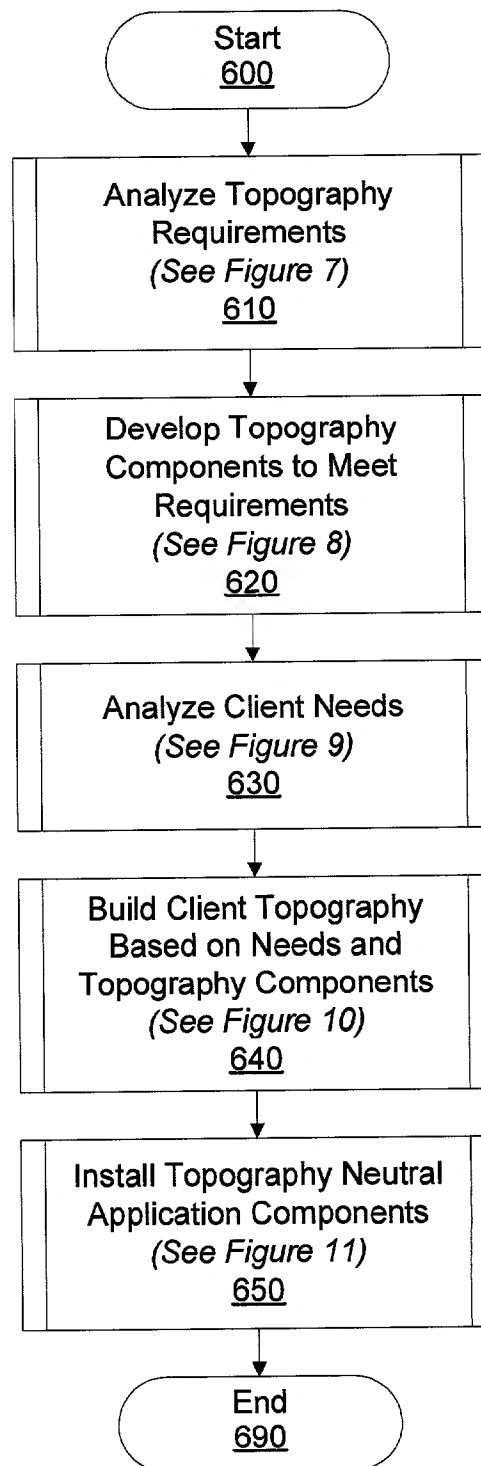 Start
600
Analyze Topography
Requirements
(See Figure 7)
610
Develop Topography
Components to Meet
Requirements
(See Figure 8)
620
Analyze Client Needs
(See Figure 9)
630
Build Client Topography
Based on Needs and
Topography Components
(See Figure 10)
640
Install Topography Neutral
Application Components
(See Figure 11)
650
End
690